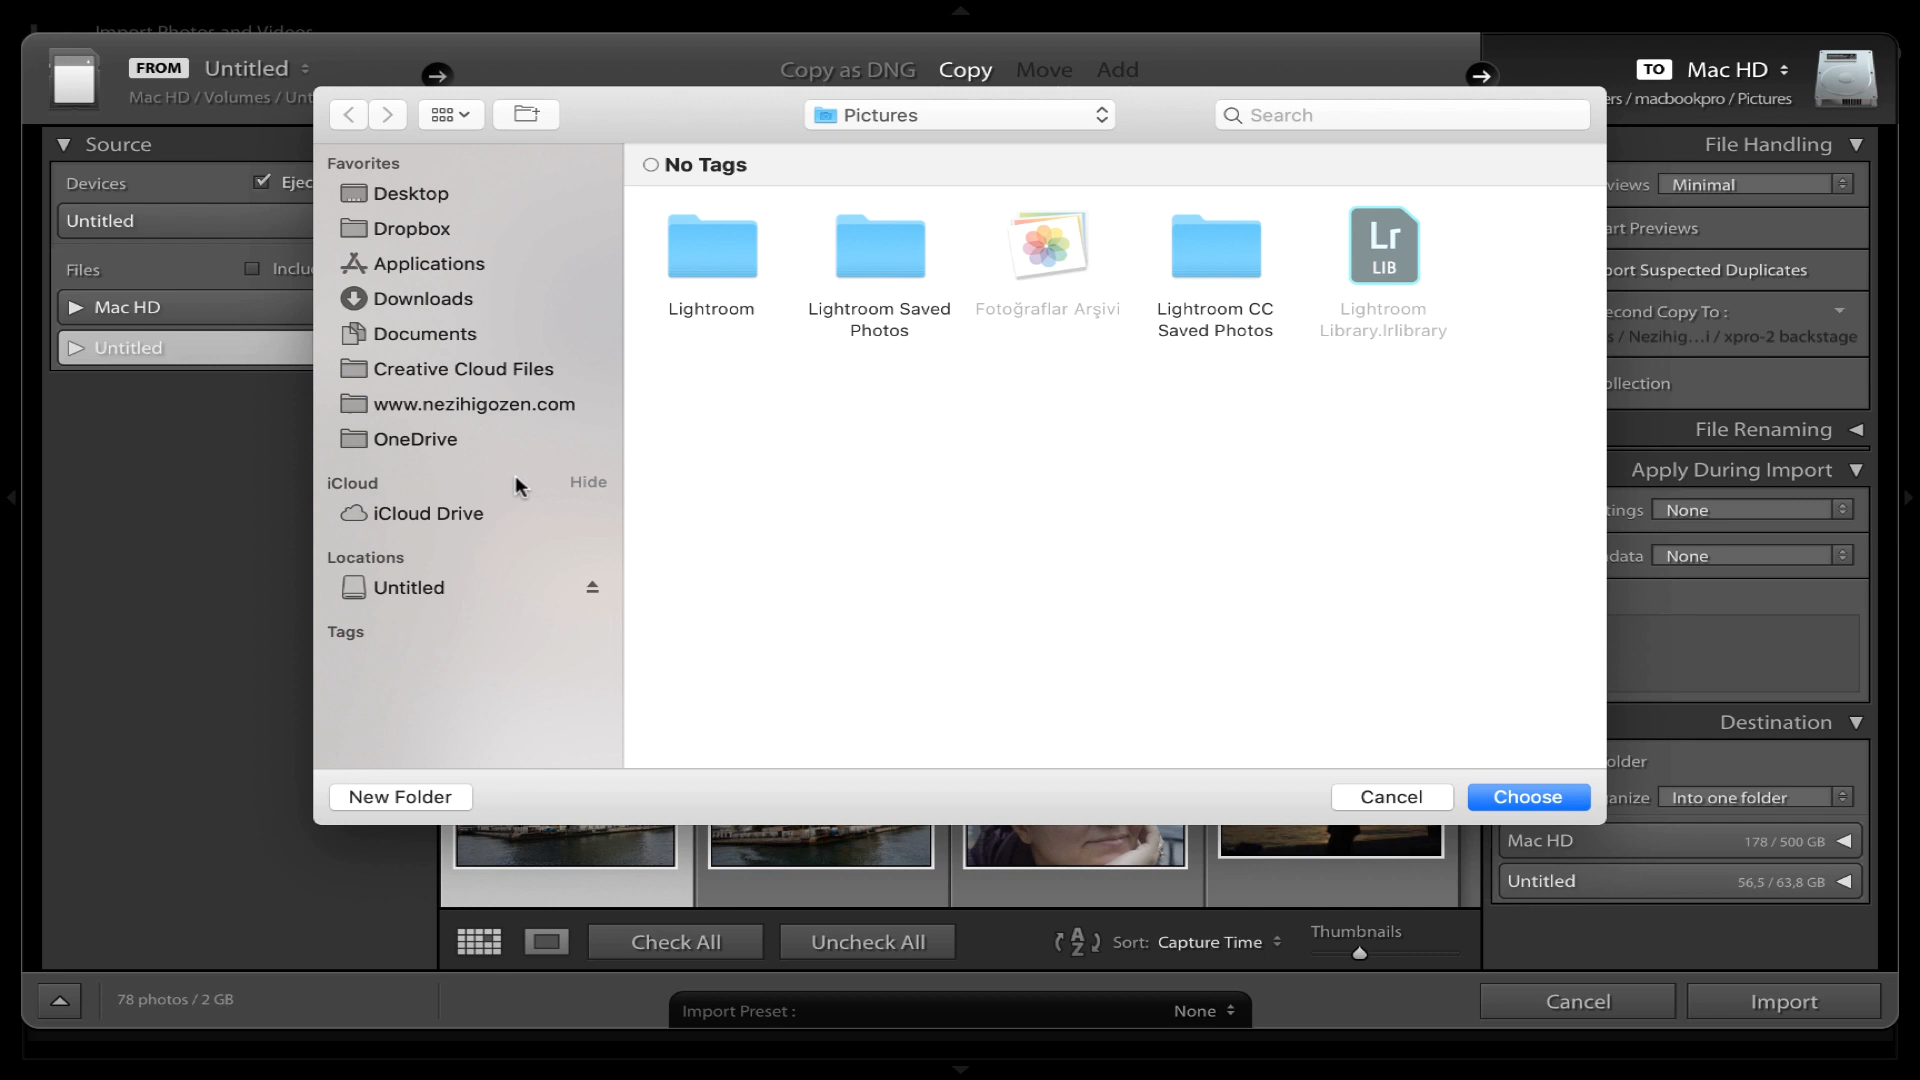 Import Photos and Videos
FROM Untitled
Mac HD / Volumes / Unt
Copy as DNG Copy Move Add
TO Mac HD
ers / macbookpro / Pictures
Pictures
Search
Source
Devices
Ejec
Untitled
Files
Inclu
Mac HD
Untitled
Favorites
Desktop
Dropbox
Applications
Downloads
Documents
Creative Cloud Files
www.nezihigozen.com
OneDrive
iCloud
Hide
iCloud Drive
Locations
Untitled
Tags
No Tags
Lightroom
Lightroom Saved
Photos
Fotoğraflar Arşivi
Lightroom CC
Saved Photos
Lr
LIB
Lightroom
Library.lrlibrary
New Folder
Cancel
Choose
File Handling
views Minimal
art Previews
port Suspected Duplicates
econd Copy To :
s / Nezihig...i / xpro-2 backstage
ollection
File Renaming
Apply During Import
tings None
data None
Destination
older
anize Into one folder
Mac HD 178 / 500 GB
Untitled 56,5 / 63,8 GB
Check All
Uncheck All
A
Z
Sort: Capture Time
Thumbnails
78 photos / 2 GB
Import Preset : None
Cancel
Import